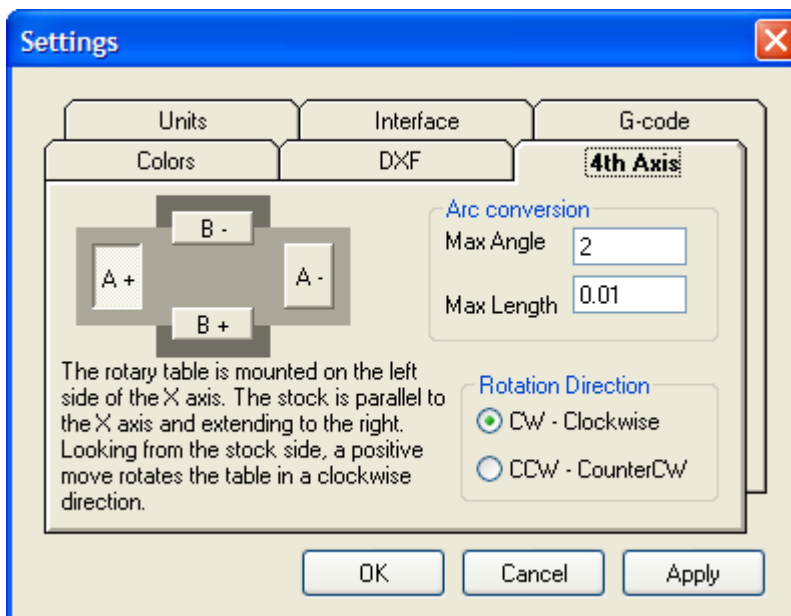 Settings
Units
Interface
G-code
Colors
DXF
4th Axis
B -
A +
A -
B +
The rotary table is mounted on the left
side of the X axis. The stock is parallel to
the X axis and extending to the right.
Looking from the stock side, a positive
move rotates the table in a clockwise
direction.
Arc conversion
Max Angle 2
Max Length 0.01
Rotation Direction
CW - Clockwise
CCW - CounterCW
OK
Cancel
Apply